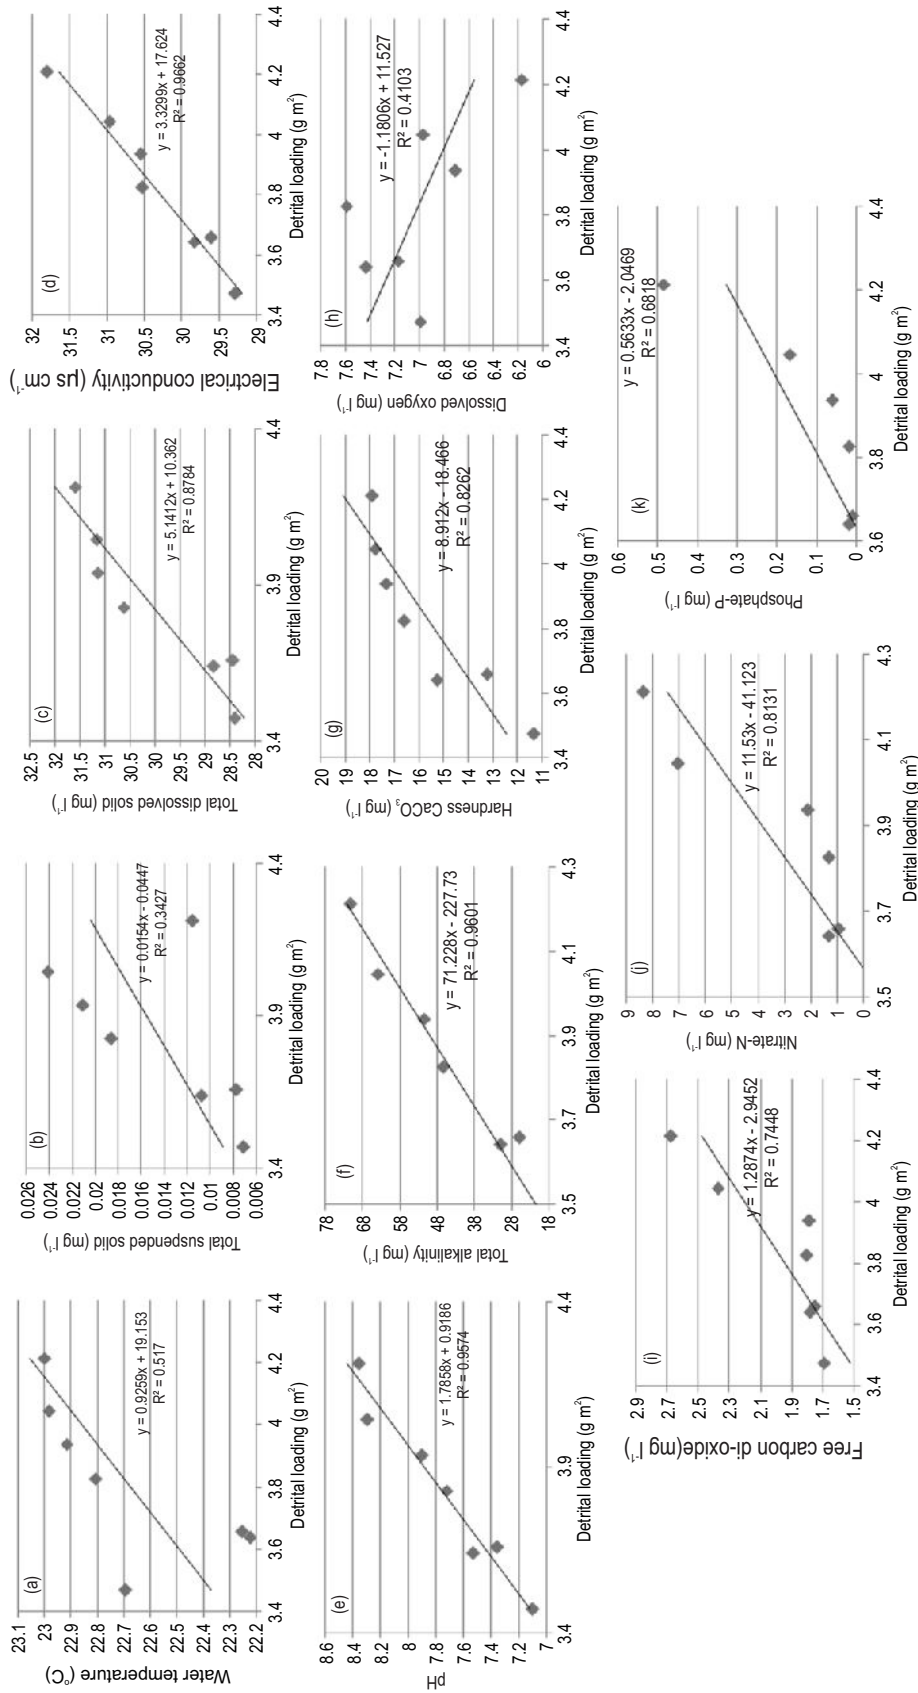 (a)
Water temperature (°C)
23.1
23
22.9
22.8
22.7
22.6
22.5
22.4
22.3
22.2
3.4
3.6
3.8
4
4.2
4.4
Detrital loading (g m²)
y = 0.9259x + 19.153
R² = 0.517
(b)
Total suspended solid (mg l⁻¹)
0.026
0.024
0.022
0.02
0.018
0.016
0.014
0.012
0.01
0.008
0.006
3.4
3.9
4.4
Detrital loading (g m²)
y = 0.0154x - 0.0447
R² = 0.3427
(c)
Total dissolved solid (mg l⁻¹)
32.5
32
31.5
31
30.5
30
29.5
29
28.5
28
3.4
3.9
4.4
Detrital loading (g m²)
y = 5.1412x + 10.362
R² = 0.8784
(d)
Electrical conductivity (µs cm⁻¹
32
31.5
31
30.5
30
29.5
29
3.4
3.6
3.8
4
4.2
4.4
Detrital loading (g m²)
y = 3.3299x + 17.624
R² = 0.9662
(e)
pH
8.6
8.4
8.2
8
7.8
7.6
7.4
7.2
7
3.4
3.9
4.4
Detrital loading (g m²)
y = 1.7858x + 0.9186
R² = 0.9574
(f)
Total alkalinity (mg l⁻¹)
78
68
58
48
38
28
18
3.5
3.7
3.9
4.1
4.3
Detrital loading (g m²)
y = 71.228x - 227.73
R² = 0.9601
(g)
Hardness CaCO₃ (mg l⁻¹)
20
19
18
17
16
15
14
13
12
11
3.4
3.6
3.8
4
4.2
4.4
Detrital loading (g m²)
y = 8.912x - 18.466
R² = 0.8262
(h)
Dissolved oxygen (mg l⁻¹)
7.8
7.6
7.4
7.2
7
6.8
6.6
6.4
6.2
6
3.4
3.6
3.8
4
4.2
4.4
Detrital loading (g m²)
y = -1.1806x + 11.527
R² = 0.4103
(i)
Free carbon di-oxide(mg l⁻¹)
2.9
2.7
2.5
2.3
2.1
1.9
1.7
1.5
3.4
3.6
3.8
4
4.2
4.4
Detrital loading (g m²)
y = 1.2874x - 2.9452
R² = 0.7448
(j)
Nitrate-N (mg l⁻¹)
9
8
7
6
5
4
3
2
1
0
3.5
3.7
3.9
4.1
4.3
Detrital loading (g m²)
y = 11.53x - 41.123
R² = 0.8131
(k)
Phosphate-P (mg l⁻¹)
0.6
0.5
0.4
0.3
0.2
0.1
0
3.6
3.8
4
4.2
4.4
Detrital loading (g m²)
y = 0.5633x - 2.0469
R² = 0.6818